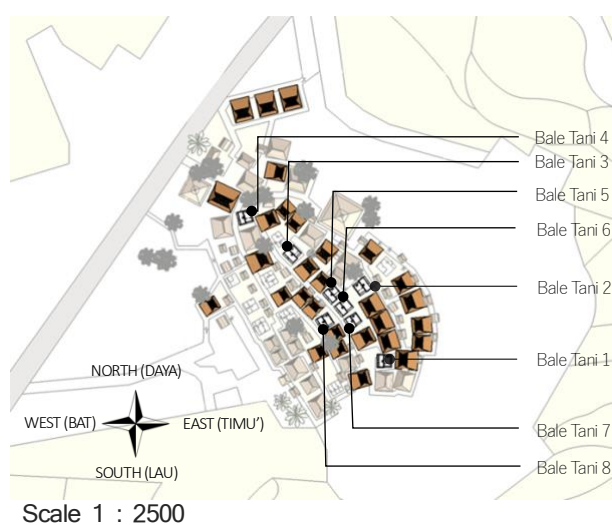 Bale Tani 4
Bale Tani 3
Bale Tani 5
Bale Tani 6
Bale Tani 2
Bale Tani 1
Bale Tani 7
Bale Tani 8
NORTH (DAYA)
WEST (BAT)
EAST (TIMU’)
SOUTH (LAU)
Scale 1 : 2500